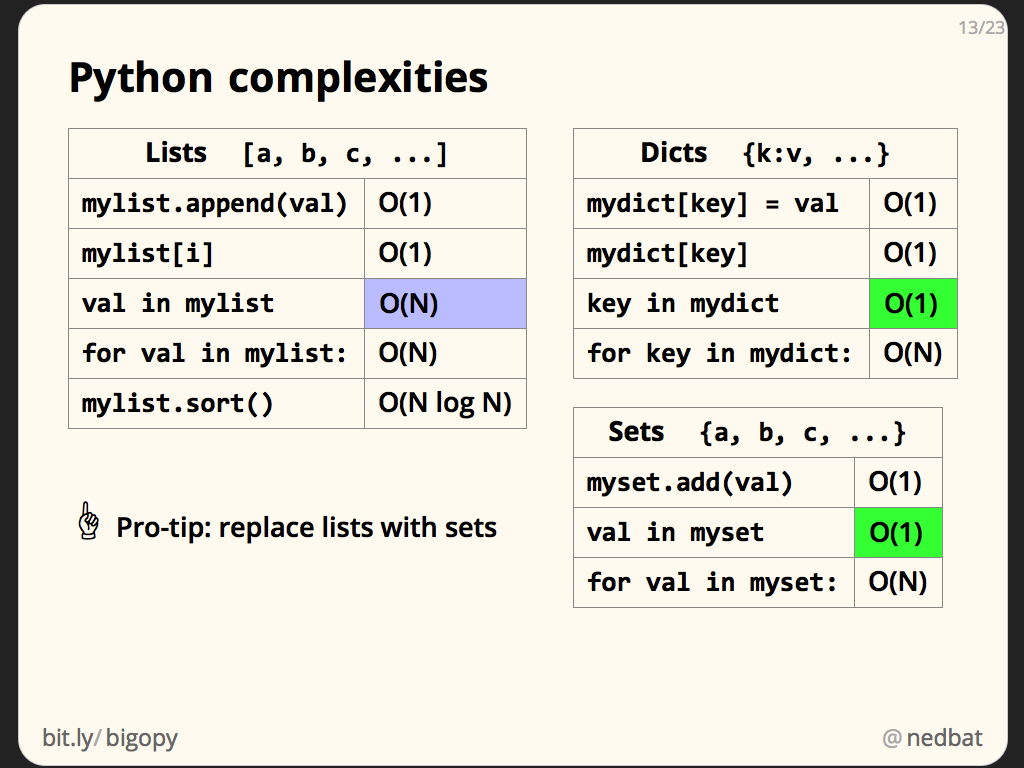 13/23
Python complexities
Lists [a, b, c, ...]
mylist.append(val) O(1)
mylist[i] O(1)
val in mylist O(N)
for val in mylist: O(N)
mylist.sort() O(N log N)
☝ Pro-tip: replace lists with sets
Dicts {k:v, ...}
mydict[key] = val O(1)
mydict[key] O(1)
key in mydict O(1)
for key in mydict: O(N)
Sets {a, b, c, ...}
myset.add(val) O(1)
val in myset O(1)
for val in myset: O(N)
bit.ly/bigopy
@nedbat